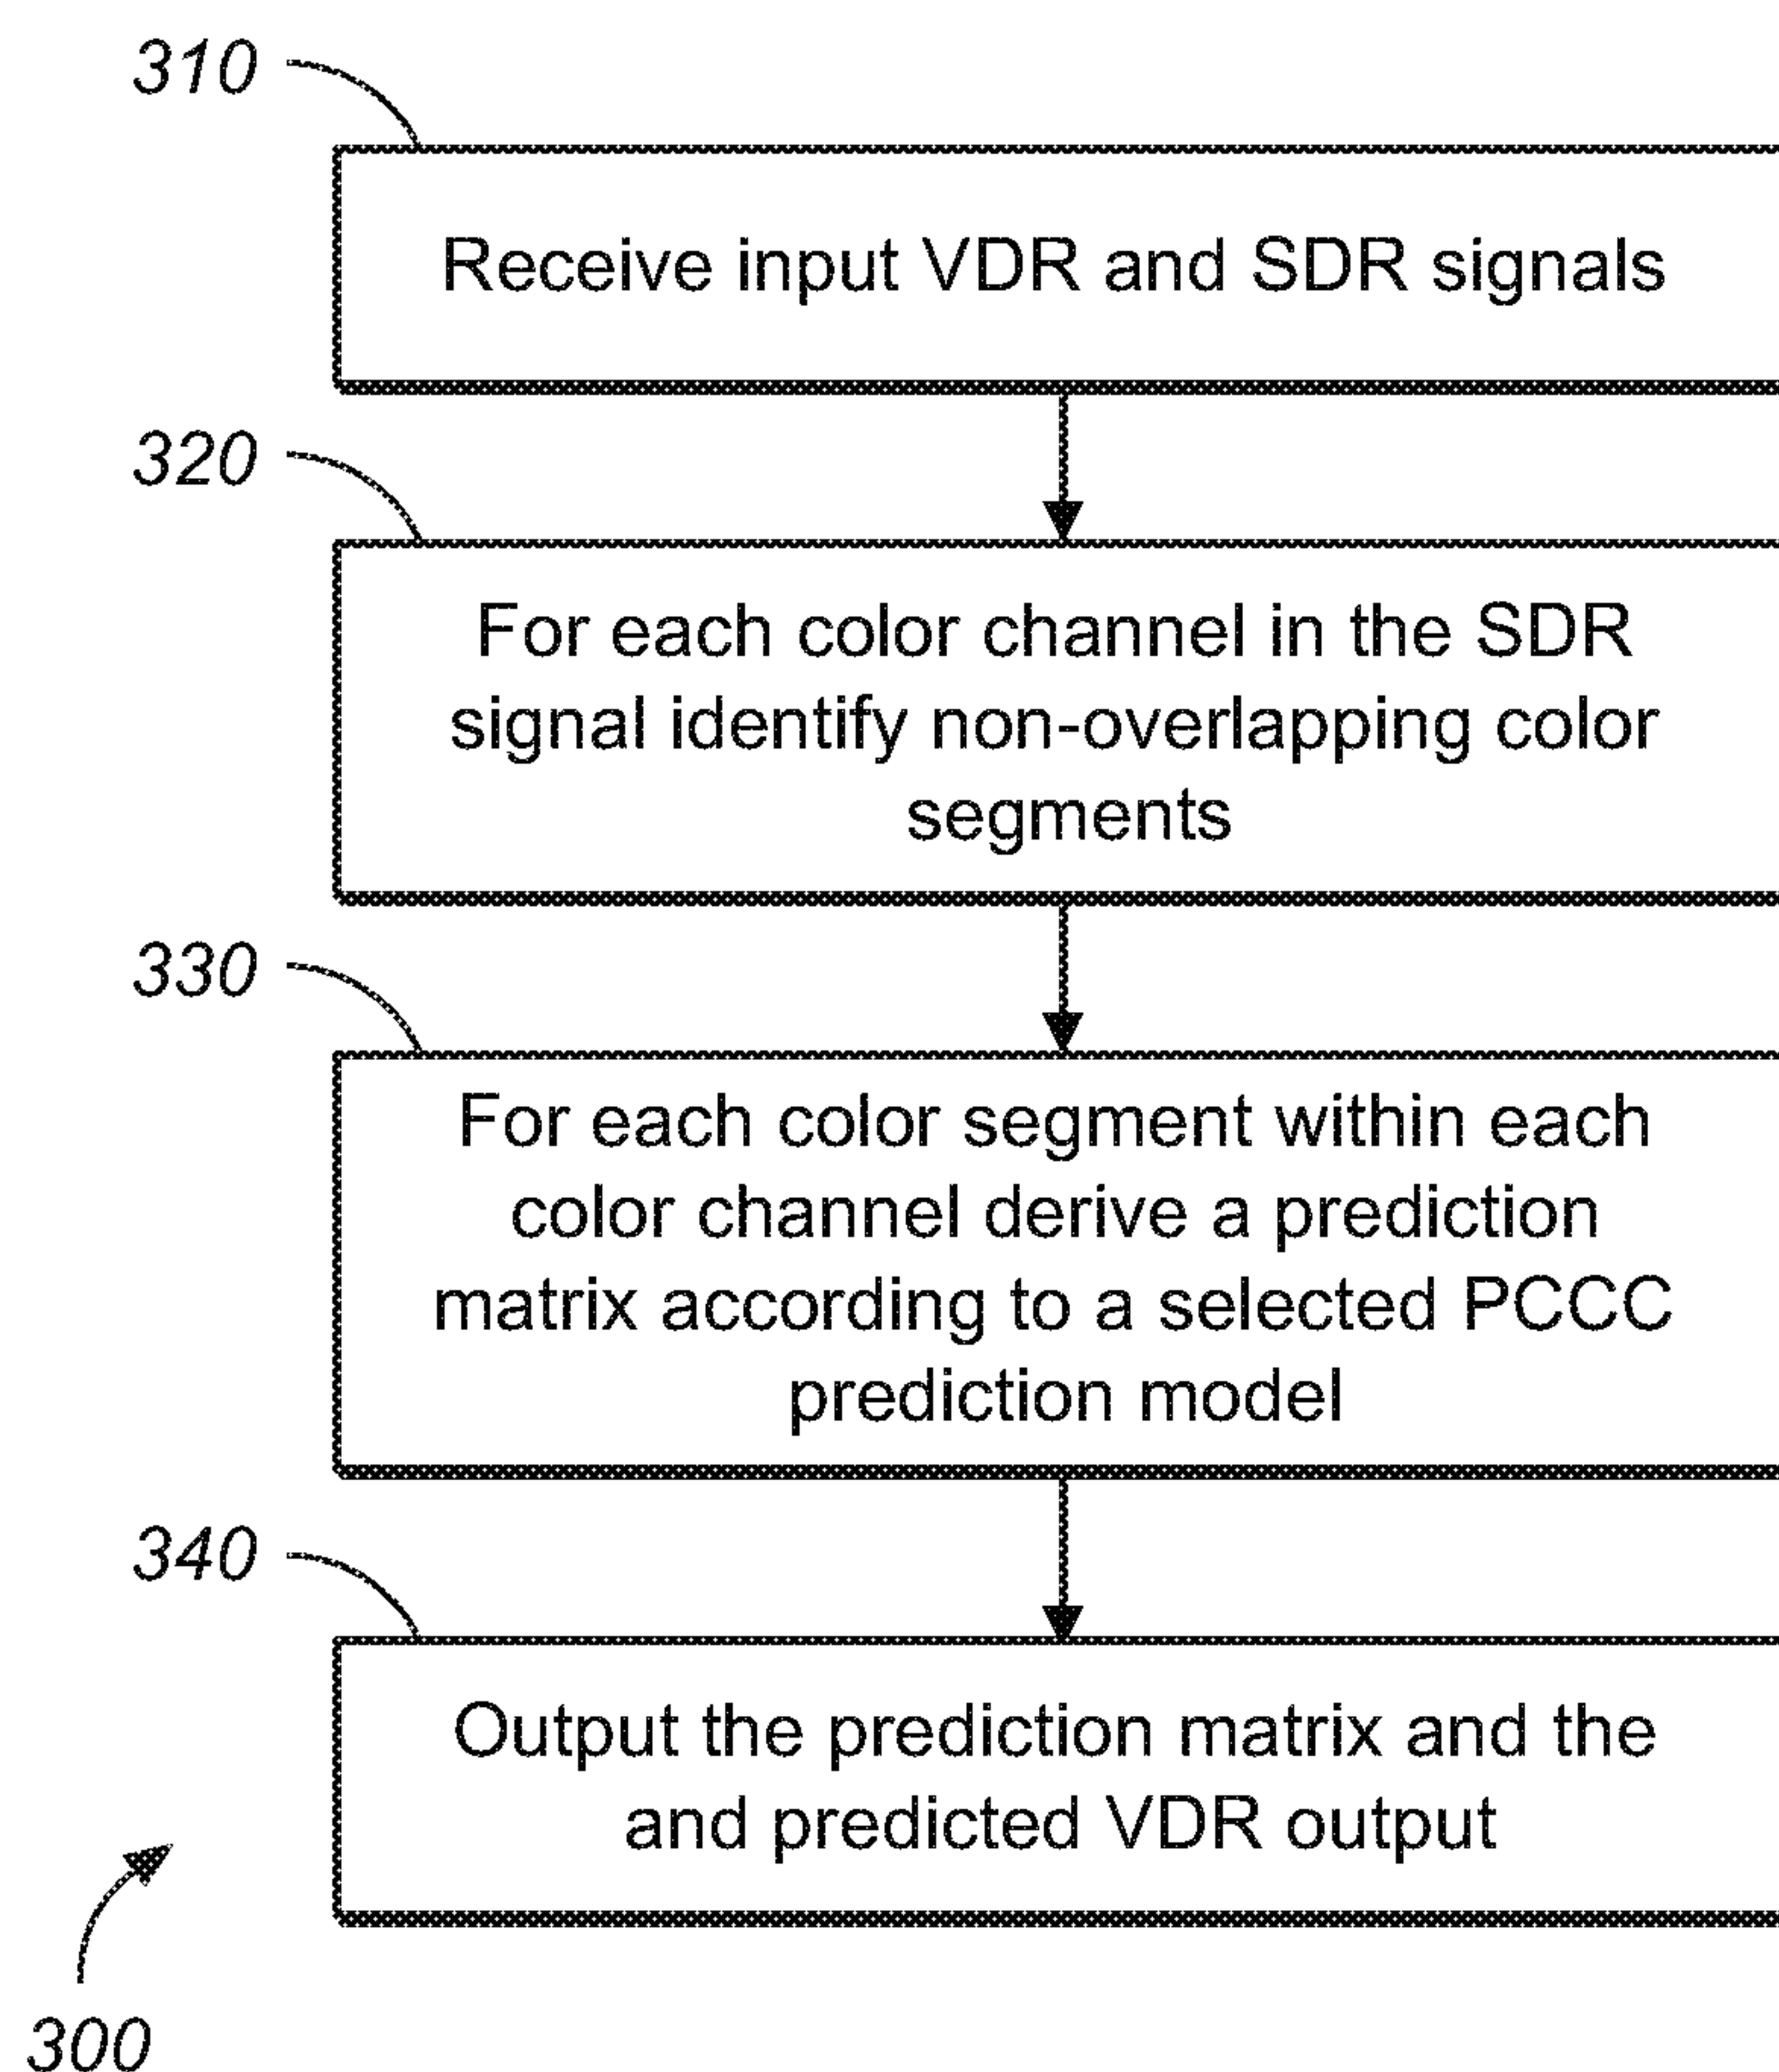 310
Receive input VDR and SDR signals
320
For each color channel in the SDR
signal identify non-overlapping color
segments
330
For each color segment within each
color channel derive a prediction
matrix according to a selected PCCC
prediction model
340
Output the prediction matrix and the
and predicted VDR output
300